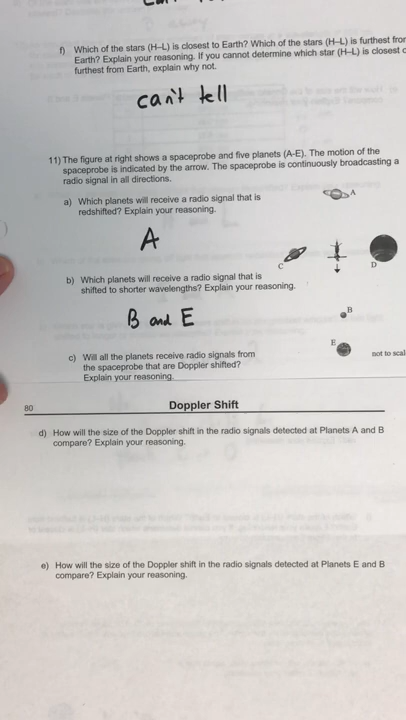 f) Which of the stars (H–L) is closest to Earth? Which of the stars (H–L) is furthest from
Earth? Explain your reasoning. If you cannot determine which star (H–L) is closest
furthest from Earth, explain why not.
can't tell
11) The figure at right shows a spaceprobe and five planets (A-E). The motion of the
spaceprobe is indicated by the arrow. The spaceprobe is continuously broadcasting a
radio signal in all directions.
a) Which planets will receive a radio signal that is
redshifted? Explain your reasoning.
A
A
C
D
b) Which planets will receive a radio signal that is
shifted to shorter wavelengths? Explain your reasoning.
B and E
B
E
not to scal
c) Will all the planets receive radio signals from
the spaceprobe that are Doppler shifted?
Explain your reasoning.
80
Doppler Shift
d) How will the size of the Doppler shift in the radio signals detected at Planets A and B
compare? Explain your reasoning.
e) How will the size of the Doppler shift in the radio signals detected at Planets E and B
compare? Explain your reasoning.